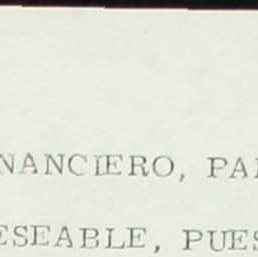 NANCIERO, PA
ESEABLE, PUES